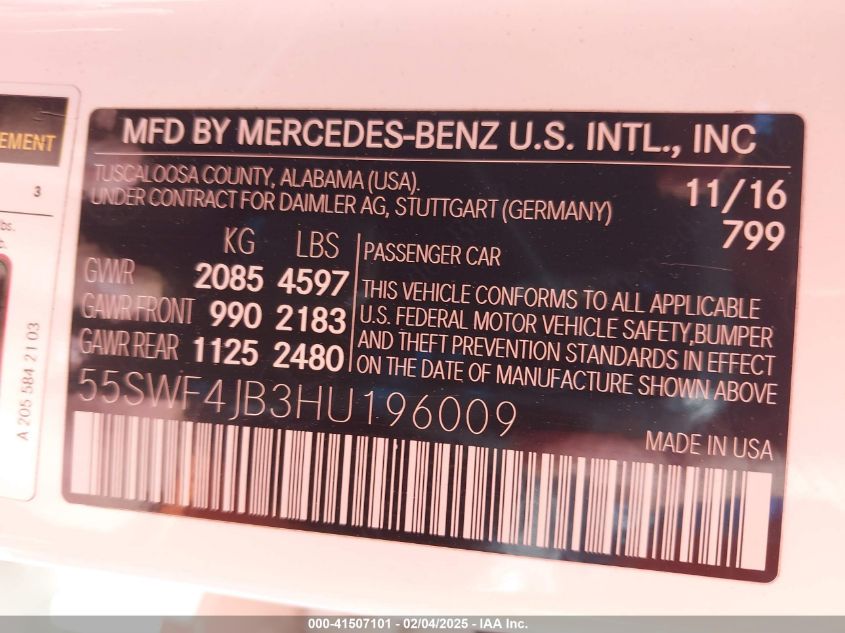 EMENT
3
lbs.
A 205 584 21 03
MFD BY MERCEDES-BENZ U.S. INTL., INC
TUSCALOOSA COUNTY, ALABAMA (USA).
UNDER CONTRACT FOR DAIMLER AG, STUTTGART (GERMANY)
11/16
799
KG LBS
GVWR 2085 4597
GAWR FRONT 990 2183
GAWR REAR 1125 2480
PASSENGER CAR
THIS VEHICLE CONFORMS TO ALL APPLICABLE
U.S. FEDERAL MOTOR VEHICLE SAFETY,BUMPER
AND THEFT PREVENTION STANDARDS IN EFFECT
ON THE DATE OF MANUFACTURE SHOWN ABOVE
55SWF4JB3HU196009
MADE IN USA
000-41507101 - 02/04/2025 - IAA Inc.